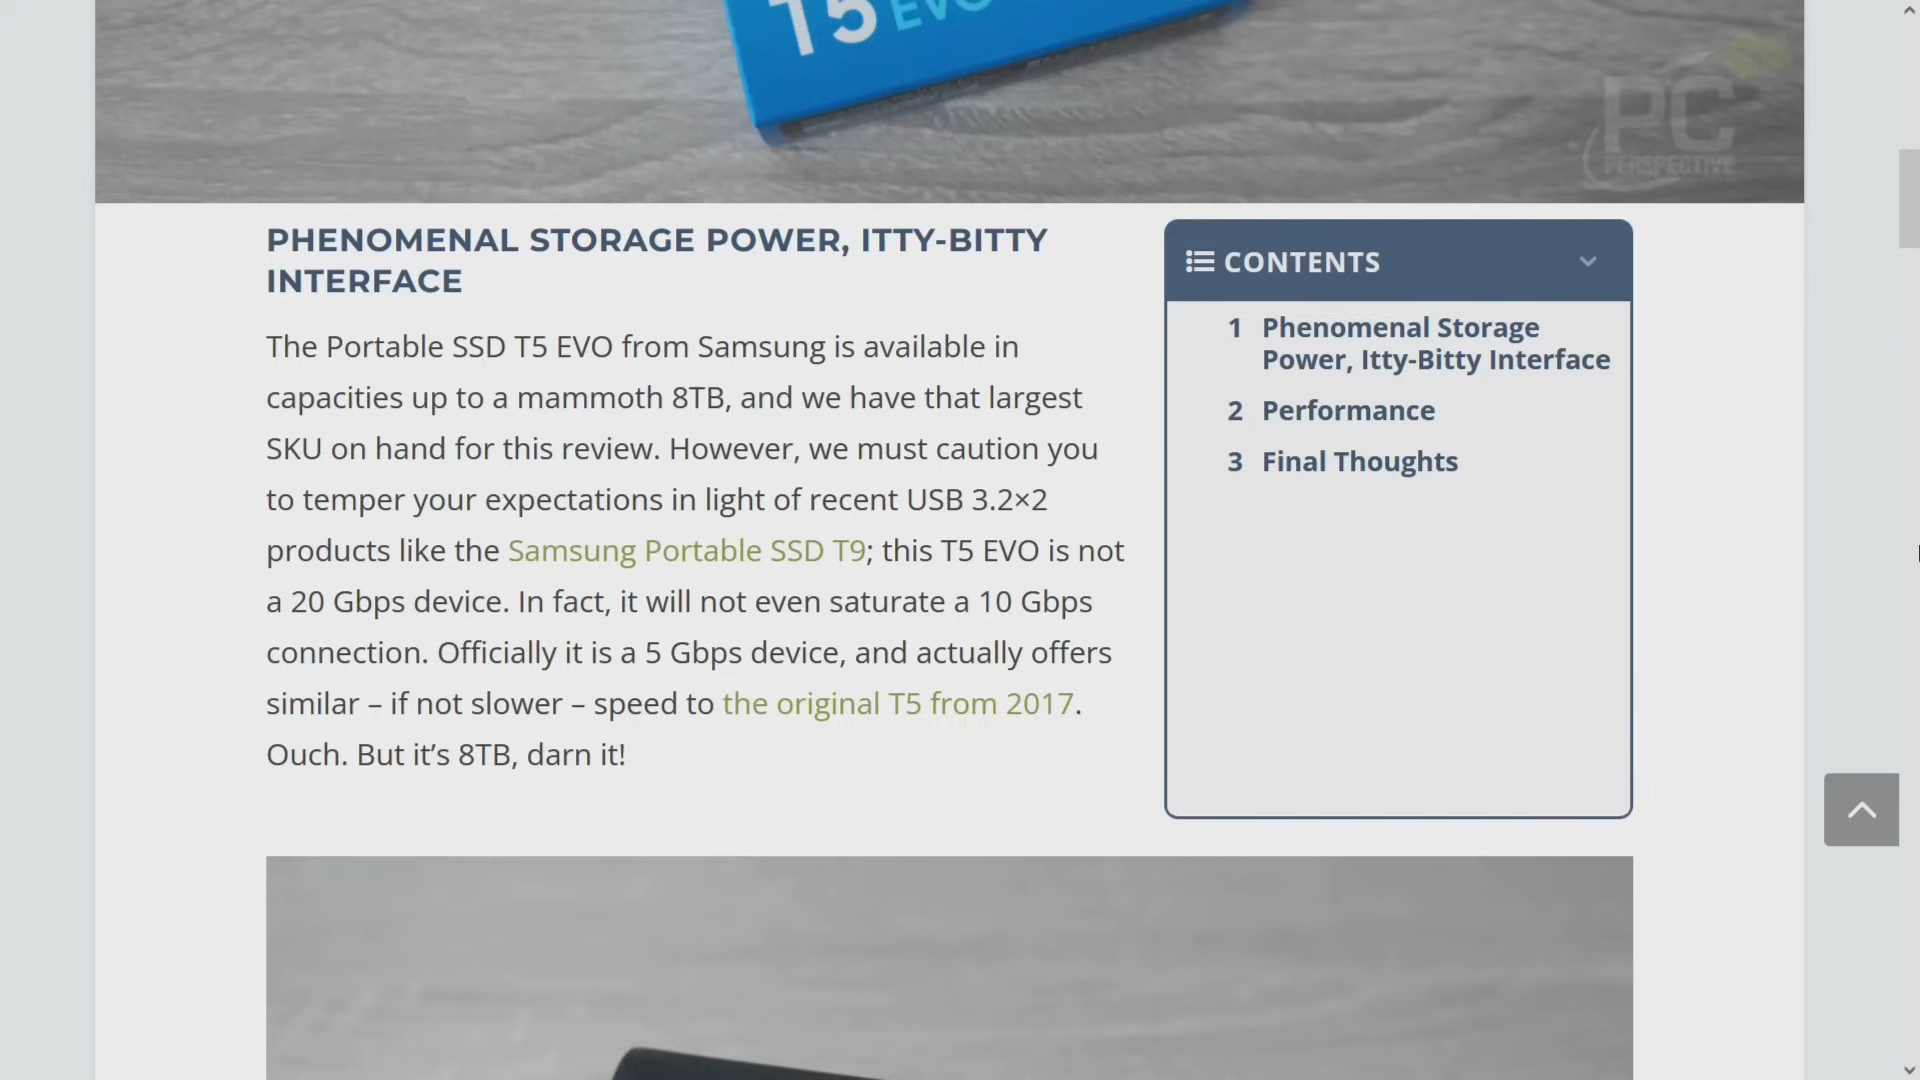 T5 EVO
PC
PERSPECTIVE
PHENOMENAL STORAGE POWER, ITTY-BITTY
INTERFACE
The Portable SSD T5 EVO from Samsung is available in
capacities up to a mammoth 8TB, and we have that largest
SKU on hand for this review. However, we must caution you
to temper your expectations in light of recent USB 3.2×2
products like the Samsung Portable SSD T9; this T5 EVO is not
a 20 Gbps device. In fact, it will not even saturate a 10 Gbps
connection. Officially it is a 5 Gbps device, and actually offers
similar – if not slower – speed to the original T5 from 2017.
Ouch. But it’s 8TB, darn it!
CONTENTS
1 Phenomenal Storage
Power, Itty-Bitty Interface
2 Performance
3 Final Thoughts